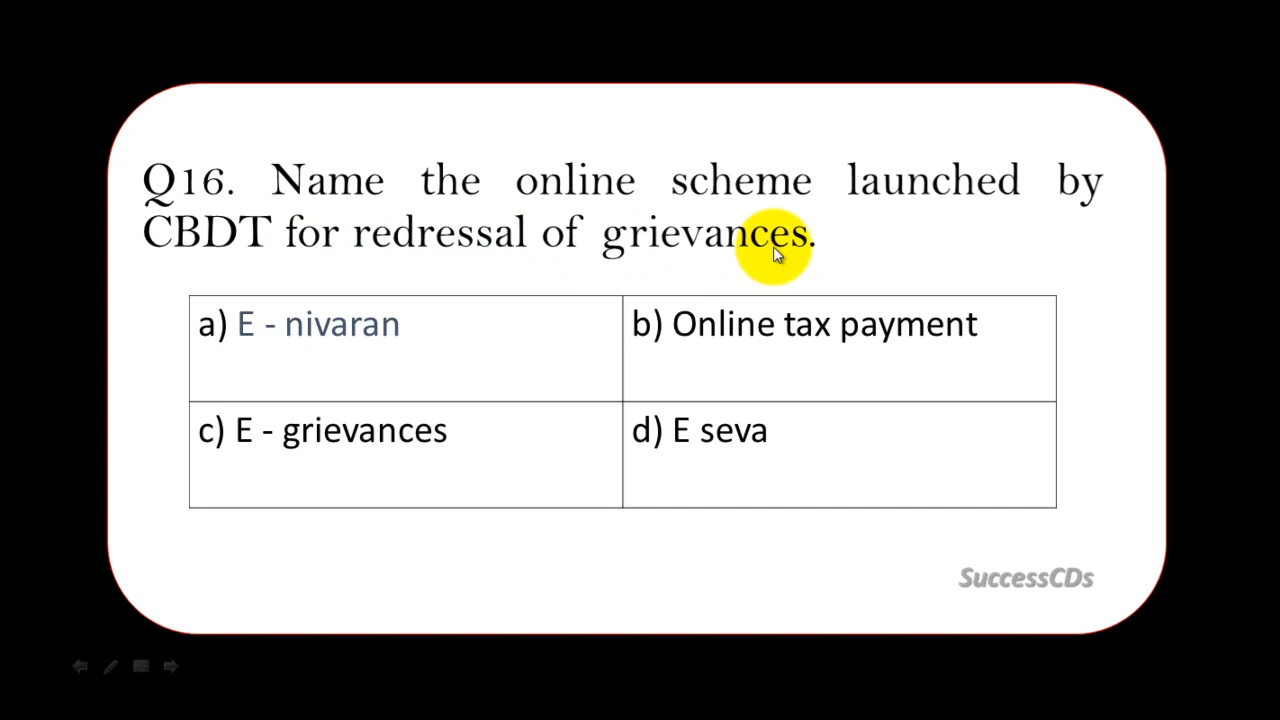 Q16. Name the online scheme launched by
CBDT for redressal of grievances.
a) E - nivaran
b) Online tax payment
c) E - grievances
d) E seva
SuccessCDs